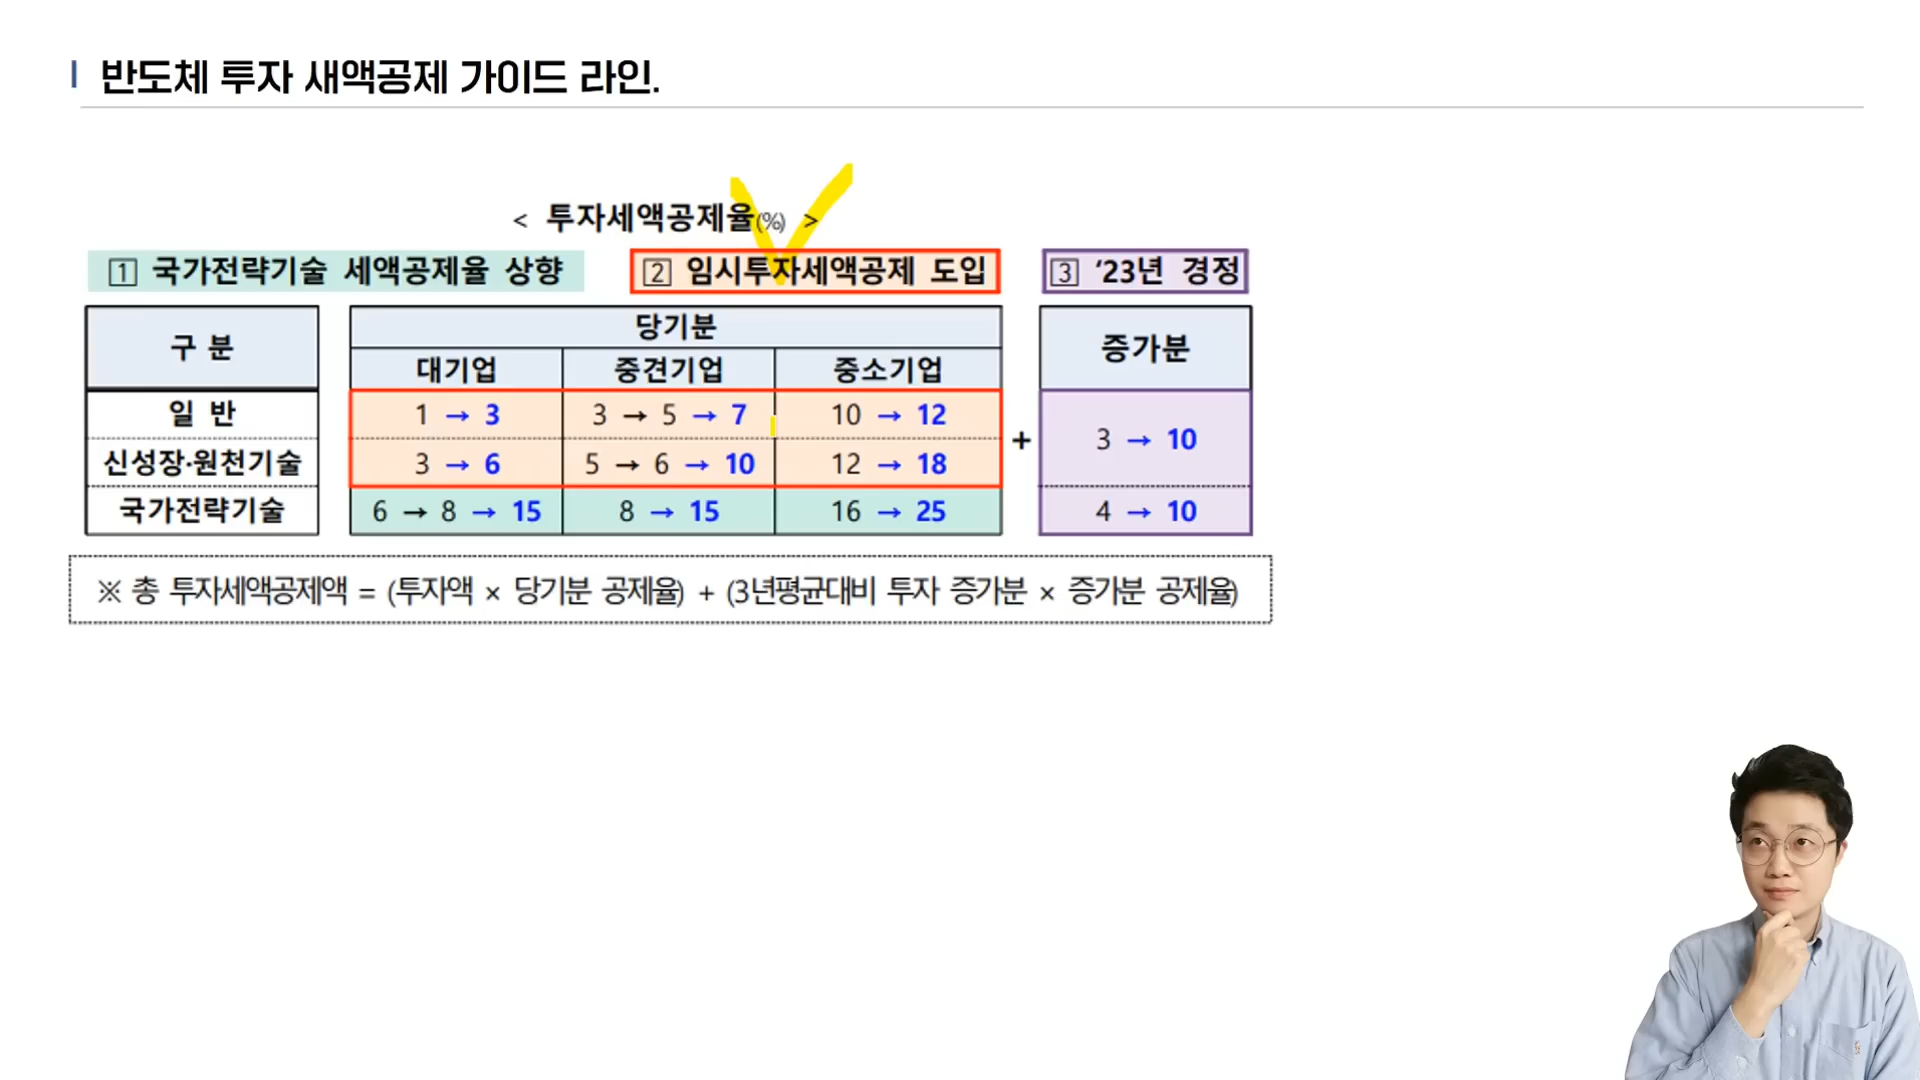 반도체 투자 새액공제 가이드 라인.
< 투자세액공제율(%) >
1 국가전략기술 세액공제율 상향
2 임시투자세액공제 도입
3 ‘23년 경정
구 분
당기분
증가분
대기업 중견기업 중소기업
일 반 1 → 3 3 → 5 → 7 10 → 12
신성장·원천기술 3 → 6 5 → 6 → 10 12 → 18
+ 3 → 10
국가전략기술 6 → 8 → 15 8 → 15 16 → 25 4 → 10
※ 총 투자세액공제액 = (투자액 × 당기분 공제율) + (3년평균대비 투자 증가분 × 증가분 공제율)